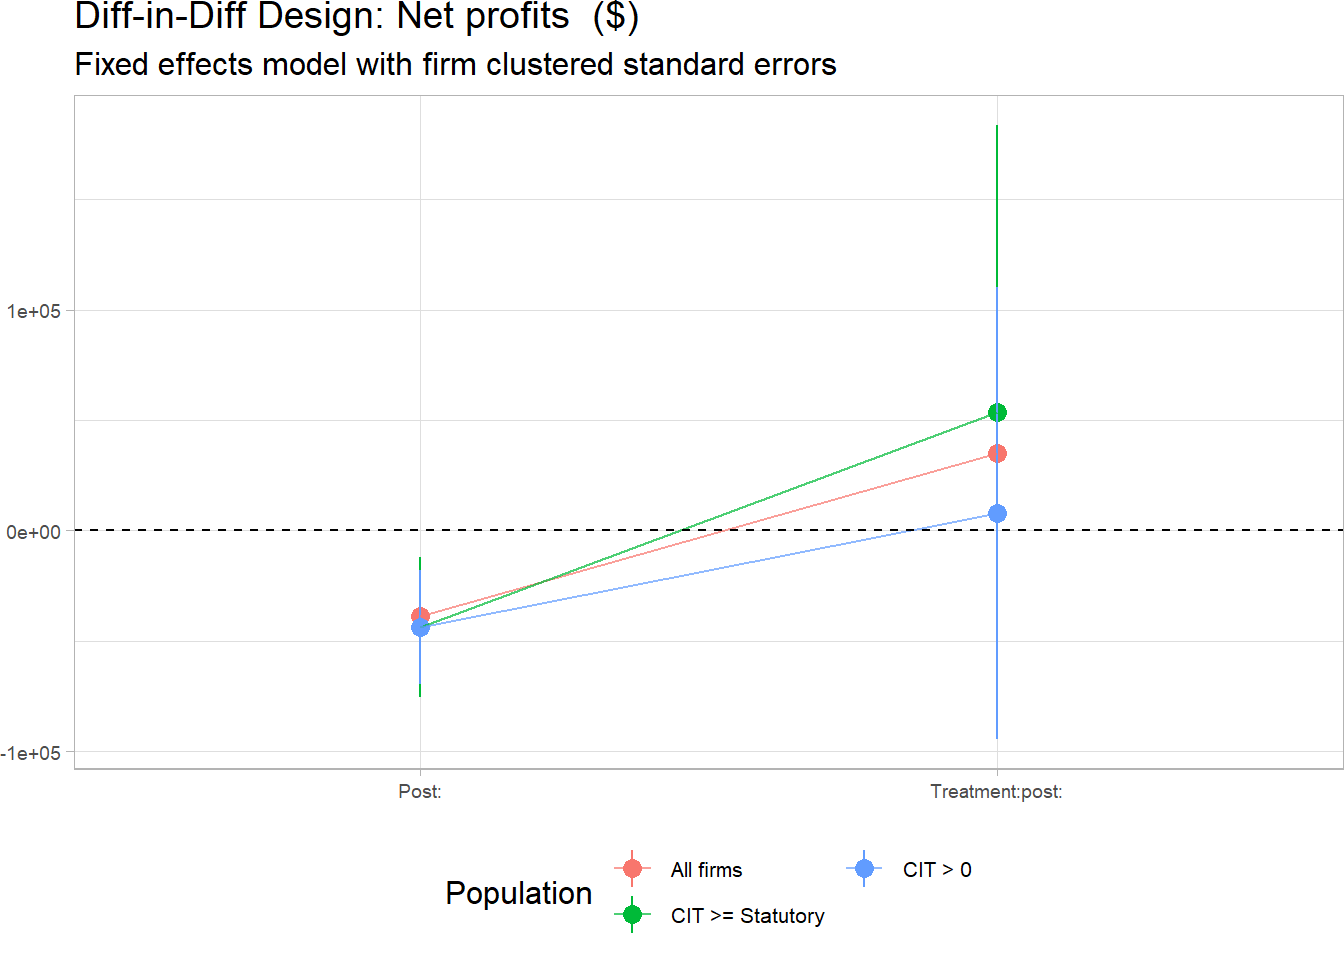 Diff-in-Diff Design: Net profits  ($)
Fixed effects model with firm clustered standard errors
1e+05
0e+00
-1e+05
Post:
Treatment:post:
Population
All firms
CIT > 0
CIT >= Statutory